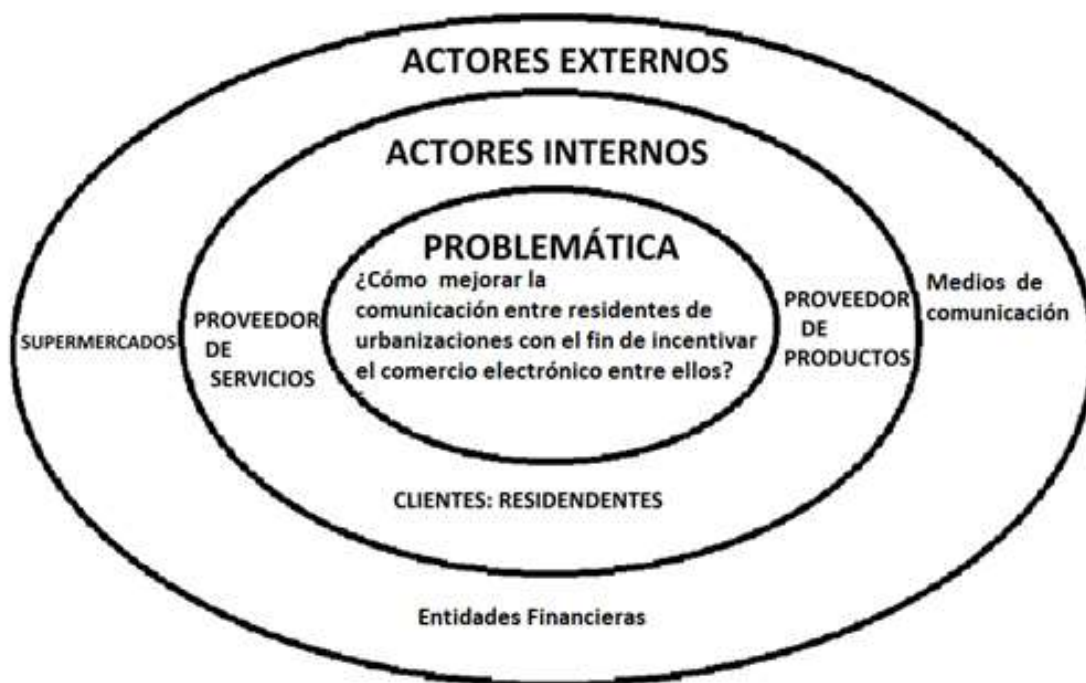 ACTORES EXTERNOS
ACTORES INTERNOS
PROBLEMÁTICA
¿Cómo mejorar la
comunicación entre residentes de
urbanizaciones con el fin de incentivar
el comercio electrónico entre ellos?
SUPERMERCADOS
PROVEEDOR
DE
SERVICIOS
PROVEEDOR
DE
PRODUCTOS
Medios de
comunicación
CLIENTES: RESIDENDENTES
Entidades Financieras